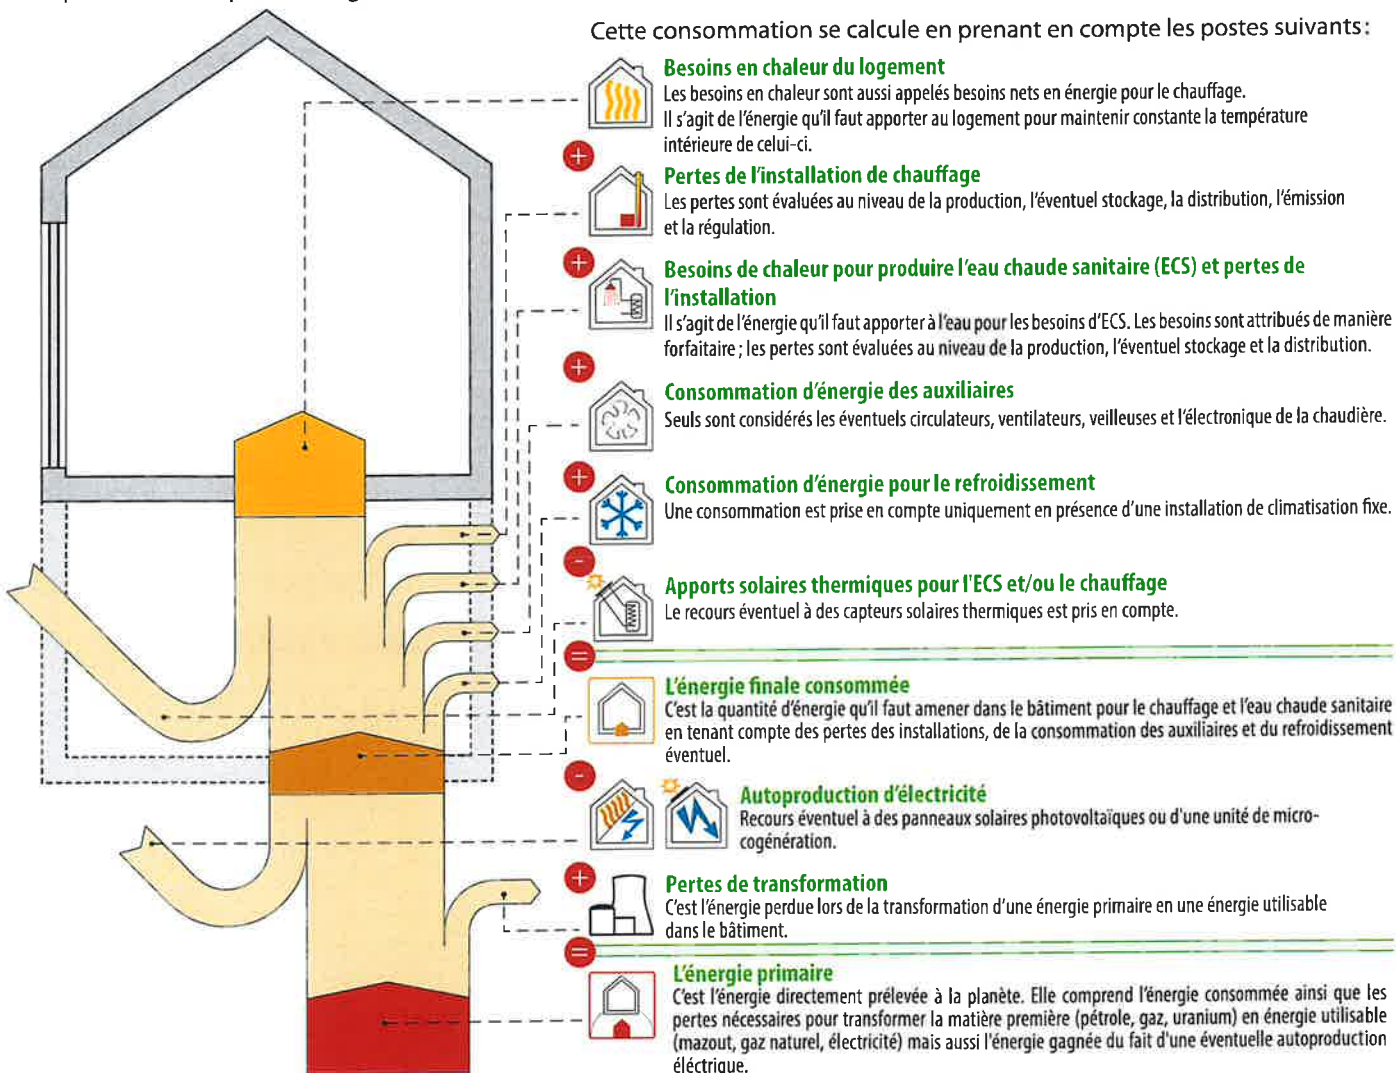 Cette consommation se calcule en prenant en compte les postes suivants :
Besoins en chaleur du logement
Les besoins en chaleur sont aussi appelés besoins nets en énergie pour le chauffage.
Il s'agit de l'énergie qu'il faut apporter au logement pour maintenir constante la température
intérieure de celui-ci.
+
Pertes de l'installation de chauffage
Les pertes sont évaluées au niveau de la production, l'éventuel stockage, la distribution, l'émission
et la régulation.
+
Besoins de chaleur pour produire l'eau chaude sanitaire (ECS) et pertes de
l'installation
Il s'agit de l'énergie qu'il faut apporter à l'eau pour les besoins d'ECS. Les besoins sont attribués de manière
forfaitaire ; les pertes sont évaluées au niveau de la production, l'éventuel stockage et la distribution.
+
Consommation d'énergie des auxiliaires
Seuls sont considérés les éventuels circulateurs, ventilateurs, veilleuses et l'électronique de la chaudière.
+
Consommation d'énergie pour le refroidissement
Une consommation est prise en compte uniquement en présence d'une installation de climatisation fixe.
-
Apports solaires thermiques pour l'ECS et/ou le chauffage
Le recours éventuel à des capteurs solaires thermiques est pris en compte.
=
L'énergie finale consommée
C'est la quantité d'énergie qu'il faut amener dans le bâtiment pour le chauffage et l'eau chaude sanitaire
en tenant compte des pertes des installations, de la consommation des auxiliaires et du refroidissement
éventuel.
-
Autoproduction d'électricité
Recours éventuel à des panneaux solaires photovoltaïques ou d'une unité de micro-
cogénération.
+
Pertes de transformation
C'est l'énergie perdue lors de la transformation d'une énergie primaire en une énergie utilisable
dans le bâtiment.
=
L'énergie primaire
C'est l'énergie directement prélevée à la planète. Elle comprend l'énergie consommée ainsi que les
pertes nécessaires pour transformer la matière première (pétrole, gaz, uranium) en énergie utilisable
(mazout, gaz naturel, électricité) mais aussi l'énergie gagnée du fait d'une éventuelle autoproduction
éléctrique.